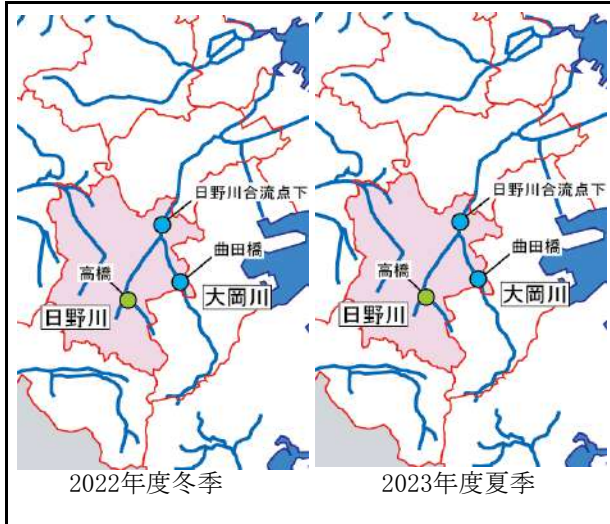 日野川合流点下
曲田橋
高橋
大岡川
日野川
2022年度冬季
日野川合流点下
曲田橋
高橋
大岡川
日野川
2023年度夏季